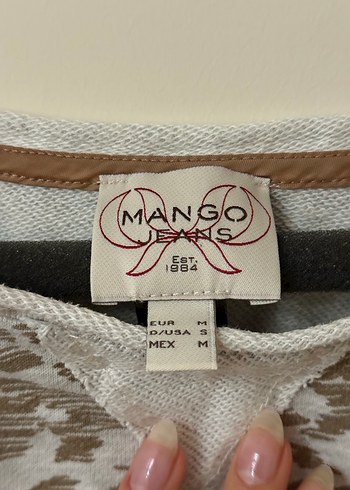 MANGO
JEANS
EST.
1984
EUR M
D/USA S
MEX M